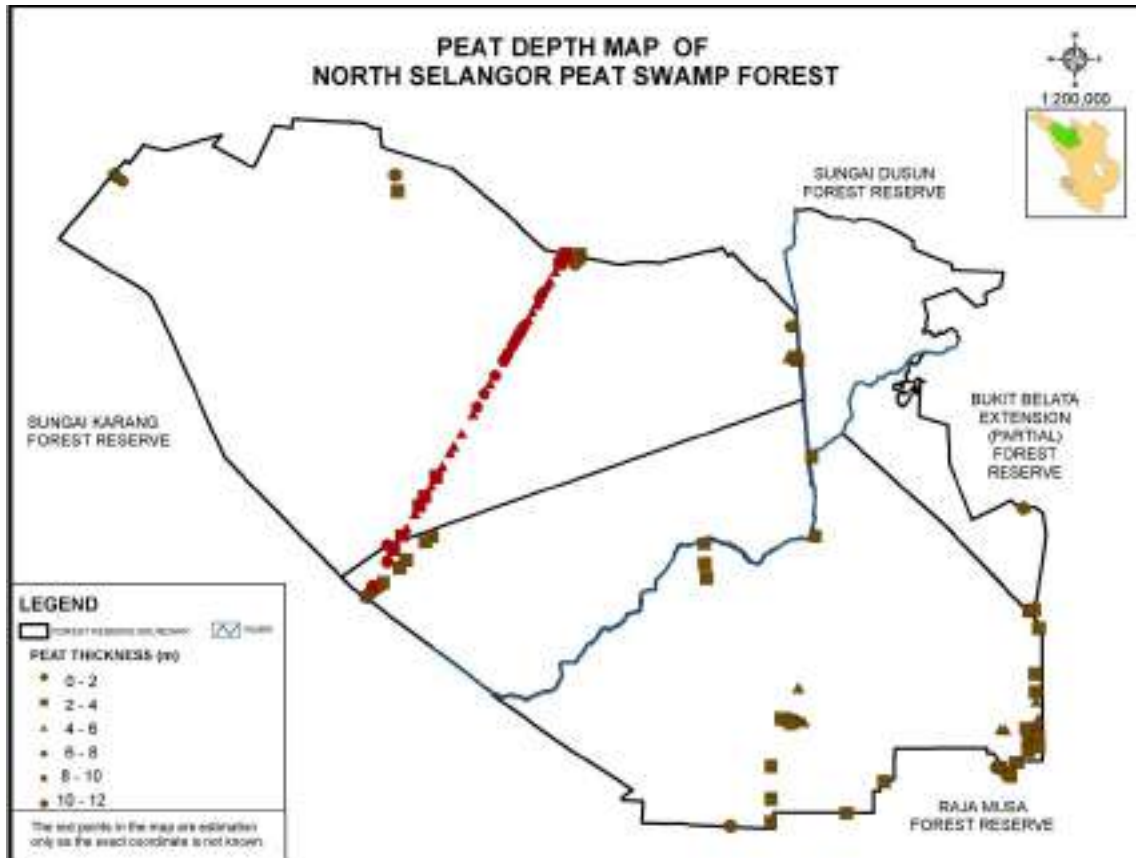 PEAT DEPTH MAP OF
NORTH SELANGOR PEAT SWAMP FOREST
1:200,000
SUNGAI DUSUN
FOREST RESERVE
SUNGAI KARANG
FOREST RESERVE
BUKIT BELATA
EXTENSION
(PARTIAL)
FOREST
RESERVE
LEGEND
FOREST RESERVE BOUNDARY
PEAT THICKNESS (m)
0 - 2
2 - 4
4 - 6
6 - 8
8 - 10
10 - 12
The red points in the map are estimation
only as the exact coordinate is not known.
RAJA MUSA
FOREST RESERVE